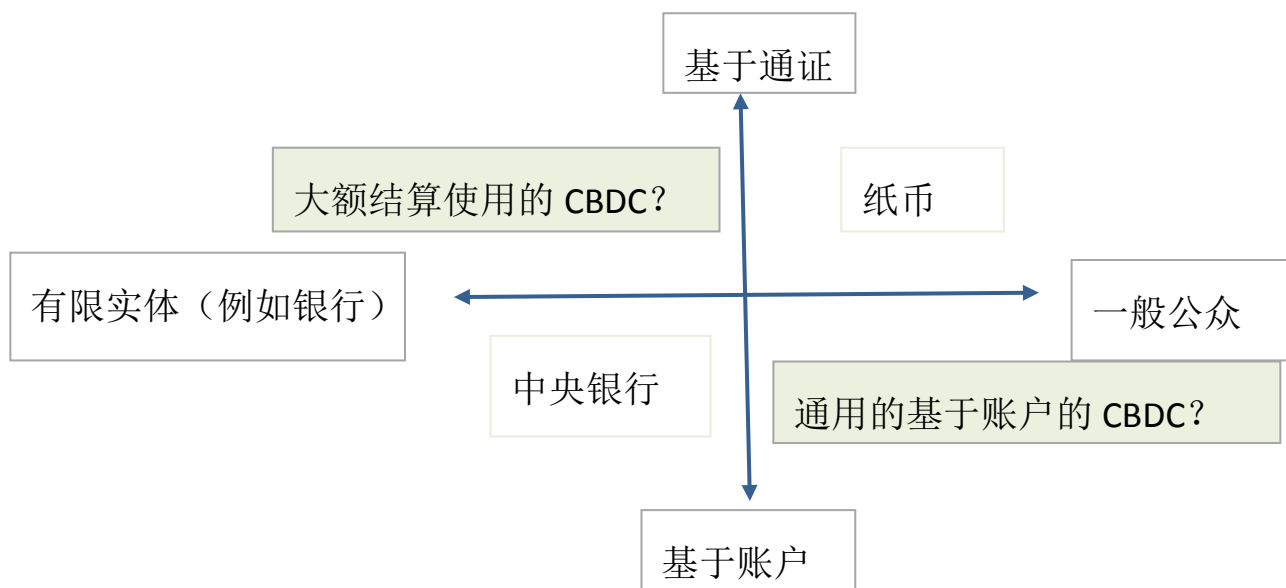 基于通证
大额结算使用的 CBDC？
纸币
有限实体（例如银行）
一般公众
中央银行
通用的基于账户的 CBDC？
基于账户